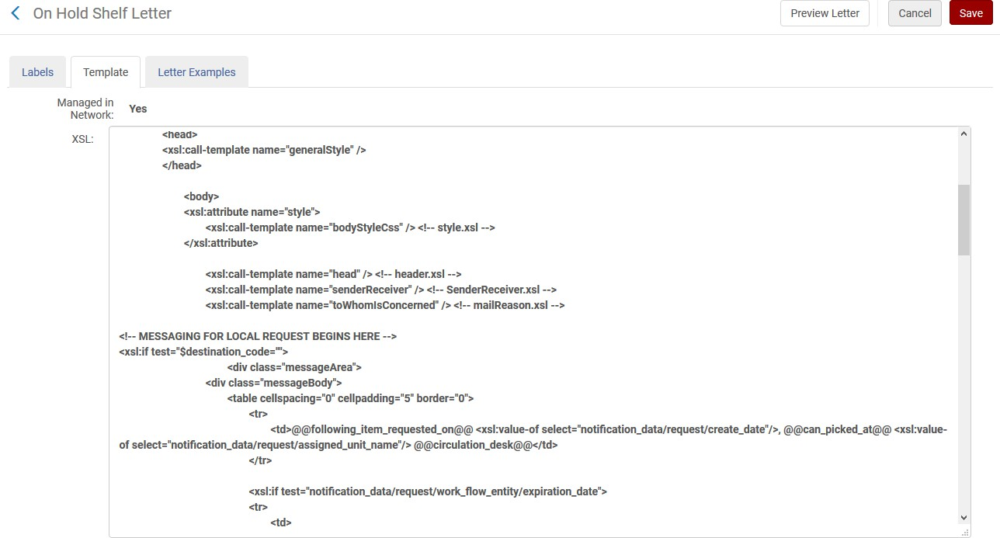 On Hold Shelf Letter
Preview Letter
Cancel
Save
Labels
Template
Letter Examples
Managed in
Network:
Yes
XSL:
<head>
<xsl:call-template name="generalStyle" />
</head>
<body>
<xsl:attribute name="style">
<xsl:call-template name="bodyStyleCss" /> <!-- style.xsl -->
</xsl:attribute>
<xsl:call-template name="head" /> <!-- header.xsl -->
<xsl:call-template name="senderReceiver" /> <!-- SenderReceiver.xsl -->
<xsl:call-template name="toWhomIsConcerned" /> <!-- mailReason.xsl -->
<!-- MESSAGING FOR LOCAL REQUEST BEGINS HERE -->
<xsl:if test="$destination_code=''">
<div class="messageArea">
<div class="messageBody">
<table cellspacing="0" cellpadding="5" border="0">
<tr>
<td>@@following_item_requested_on@@ <xsl:value-of select="notification_data/request/create_date"/>, @@can_picked_at@@ <xsl:value-
of select="notification_data/request/assigned_unit_name"/> @@circulation_desk@@</td>
</tr>
<xsl:if test="notification_data/request/work_flow_entity/expiration_date">
<tr>
<td>